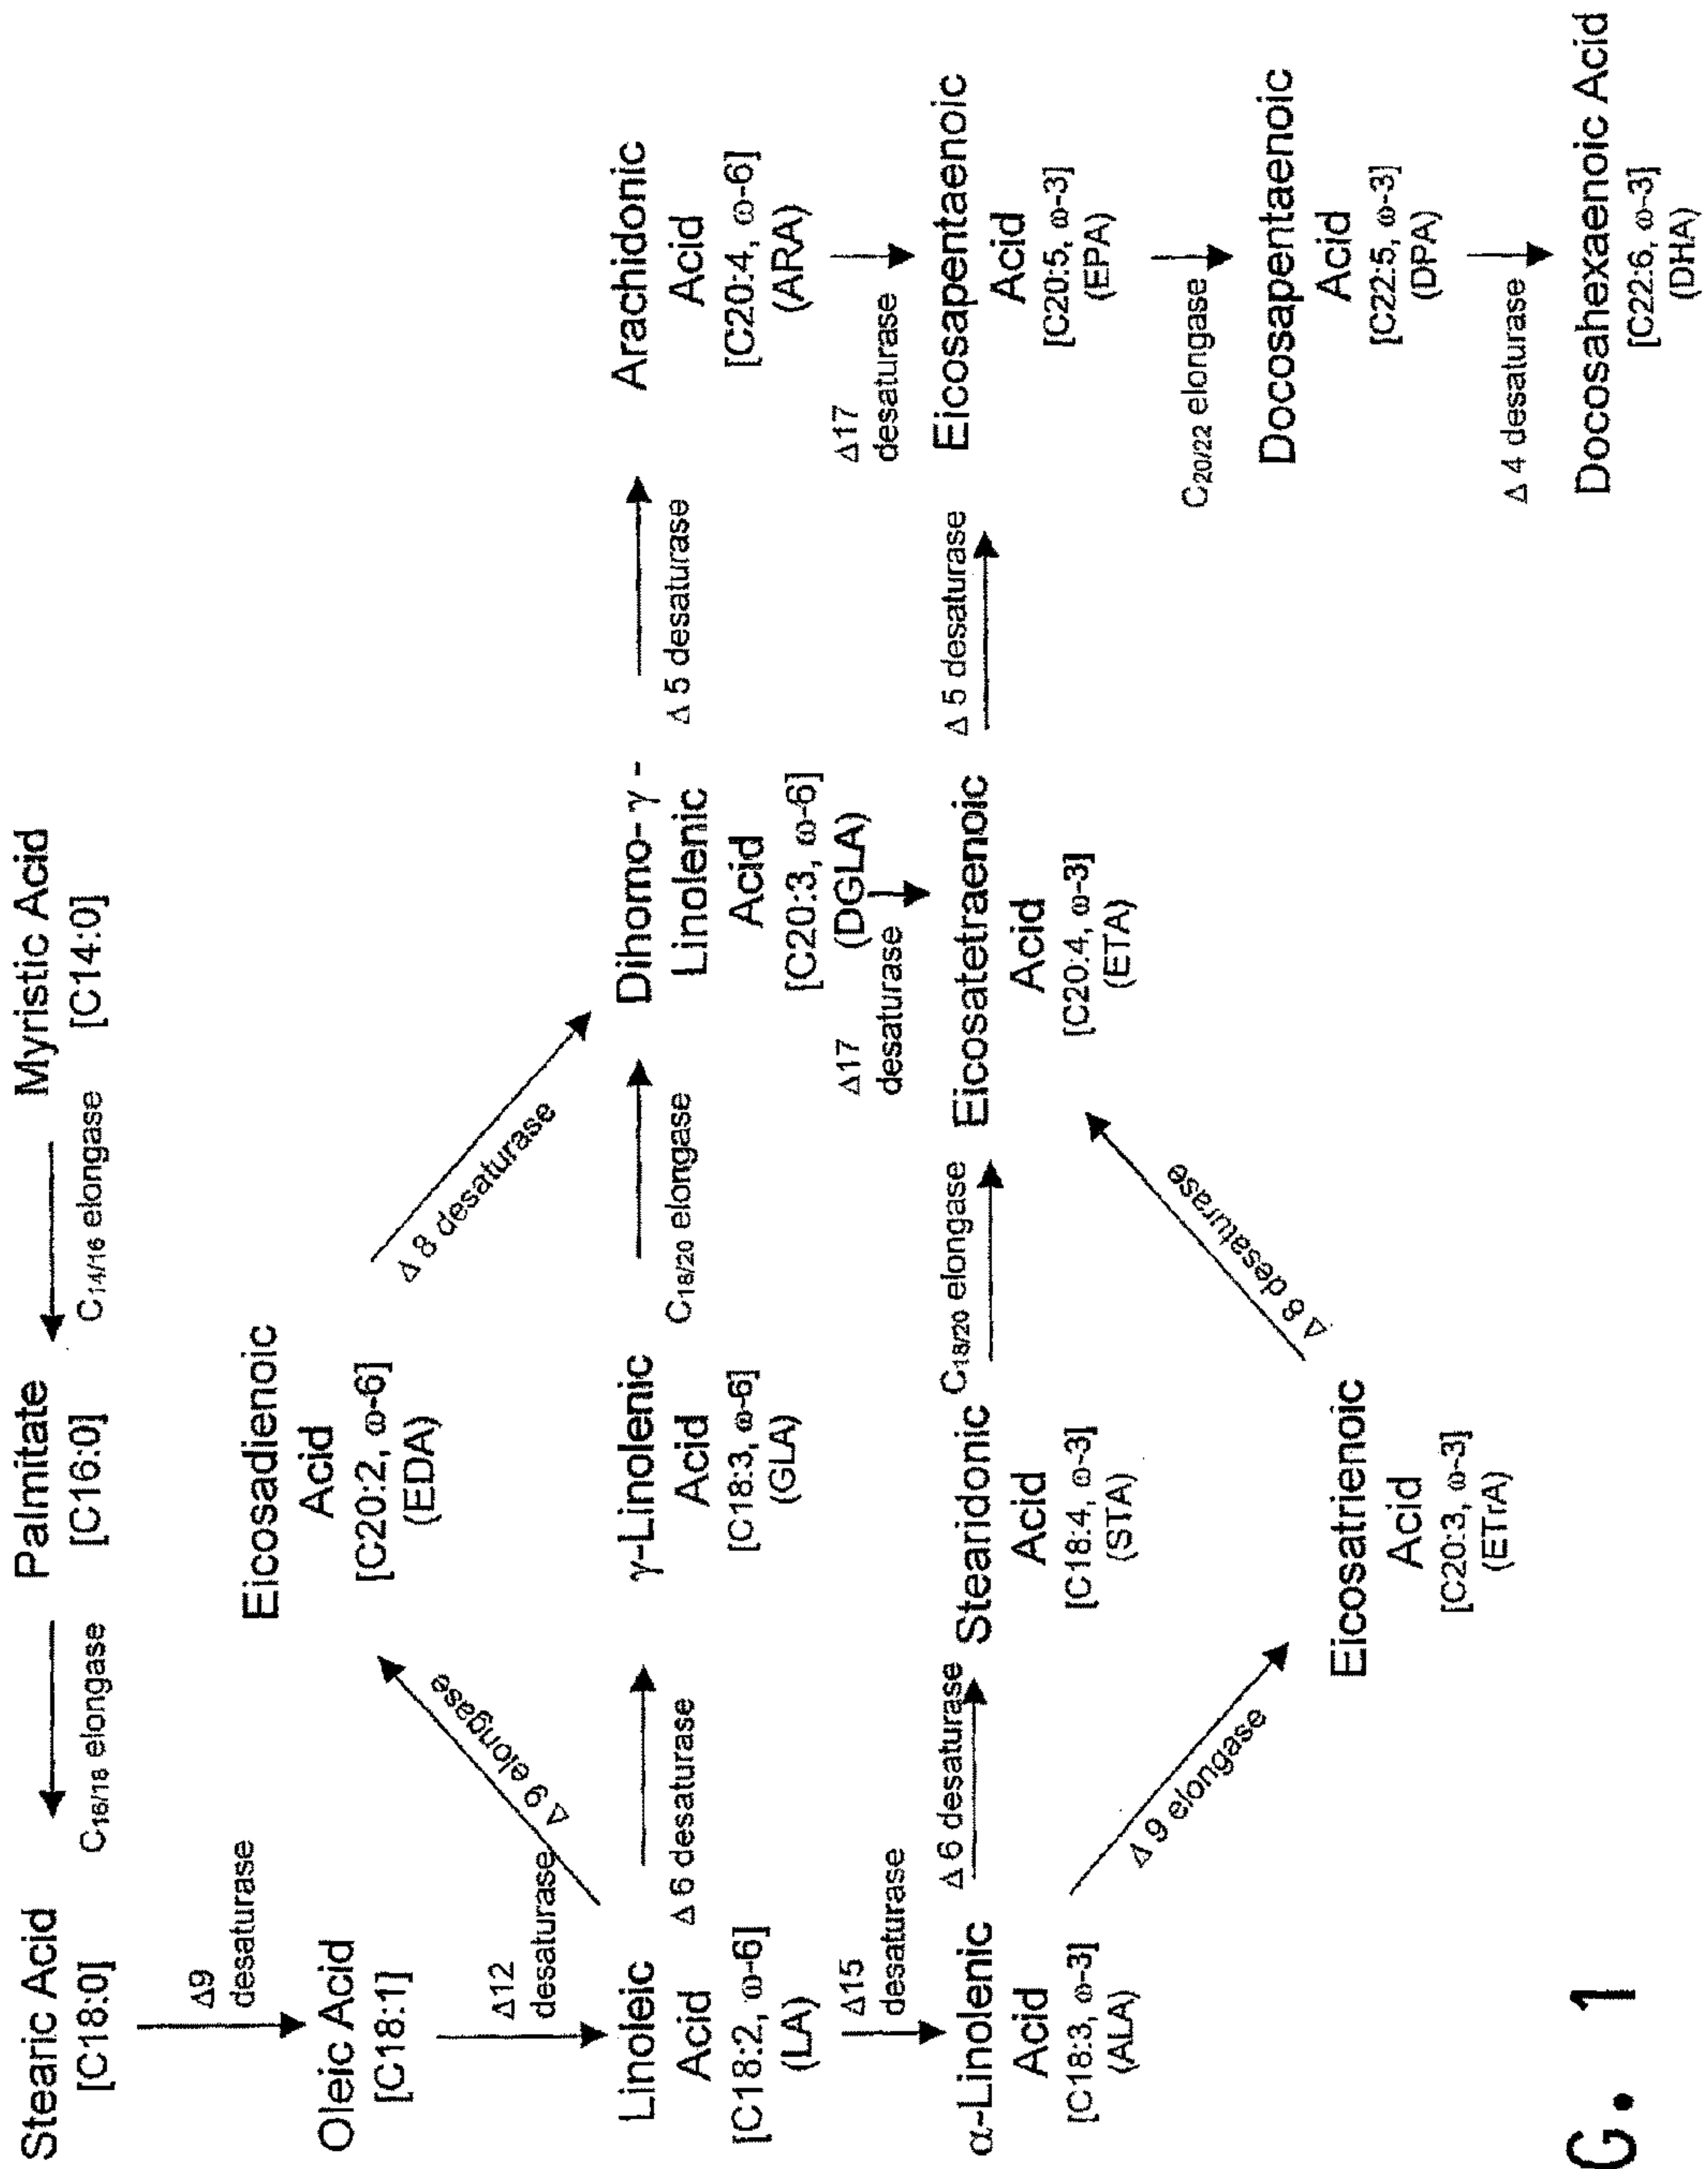 Stearic Acid
[C18:0]
C16/18 elongase
Palmitate
[C16:0]
C14/16 elongase
Myristic Acid
[C14:0]
Δ9
desaturase
Oleic Acid
[C18:1]
Δ12
desaturase
Δ 9 elongase
Eicosadienoic
Acid
[C20:2, ω-6]
(EDA)
Δ 8 desaturase
Linoleic
Acid
[C18:2, ω-6]
(LA)
Δ 6 desaturase
γ-Linolenic
Acid
[C18:3, ω-6]
(GLA)
C18/20 elongase
Dihomo- γ -
Linolenic
Acid
[C20:3, ω-6]
(DGLA)
Δ 5 desaturase
Arachidonic
Acid
[C20:4, ω-6]
(ARA)
Δ15
desaturase
Δ17
desaturase
Δ17
desaturase
α-Linolenic
Acid
[C18:3, ω-3]
(ALA)
Δ 6 desaturase
Stearidonic
Acid
[C18:4, ω-3]
(STA)
C18/20 elongase
Eicosatetraenoic
Acid
[C20:4, ω-3]
(ETA)
Δ 5 desaturase
Eicosapentaenoic
Acid
[C20:5, ω-3]
(EPA)
Δ 9 elongase
Eicosatrienoic
Acid
[C20:3, ω-3]
(ETrA)
Δ 8 desaturase
C20/22 elongase
Docosapentaenoic
Acid
[C22:5, ω-3]
(DPA)
Δ 4 desaturase
Docosahexaenoic Acid
[C22:6, ω-3]
(DHA)
G. 1